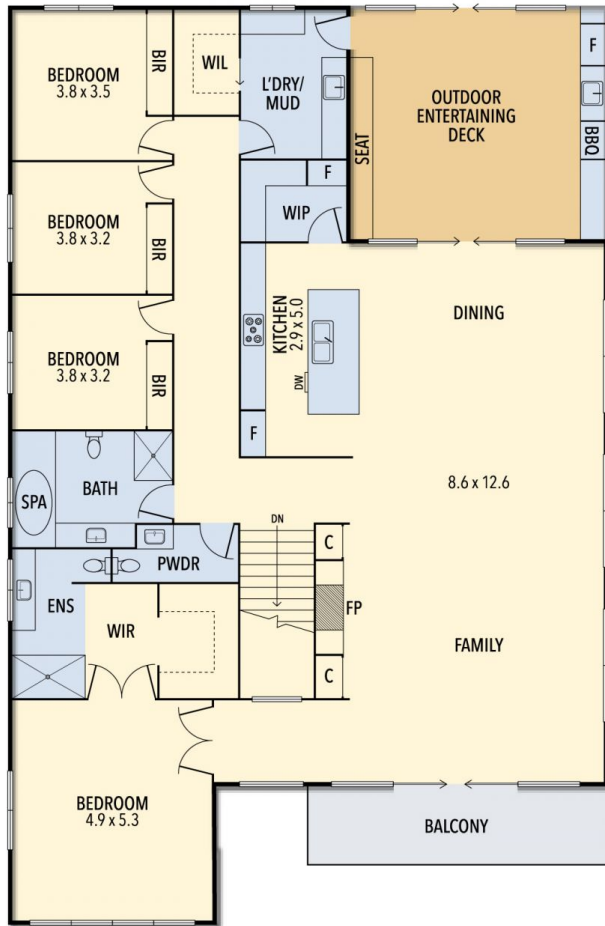 BEDROOM
3.8 x 3.5
BIR
WIL
L'DRY/
MUD
SEAT
OUTDOOR
ENTERTAINING
DECK
F
BBQ
BEDROOM
3.8 x 3.2
BIR
F
WIP
KITCHEN
2.9 x 5.0
DW
F
DINING
BEDROOM
3.8 x 3.2
BIR
8.6 x 12.6
SPA
BATH
PWDR
DN
C
FP
C
ENS
WIR
FAMILY
BEDROOM
4.9 x 5.3
BALCONY